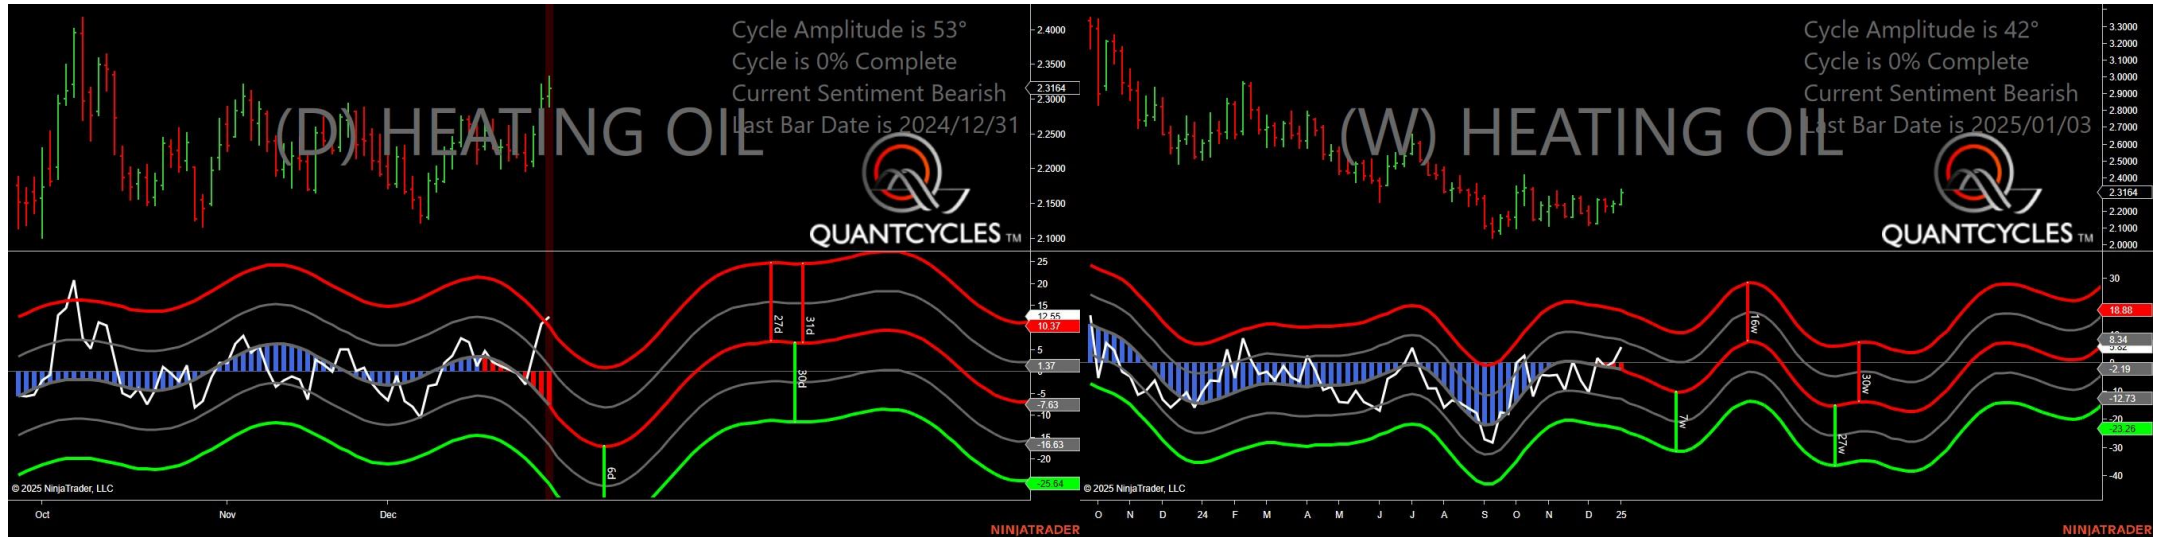 Cycle Amplitude is 53°
Cycle is 0% Complete
Current Sentiment Bearish
Last Bar Date is 2024/12/31
(D) HEATING OIL
QUANTCYCLES TM
2.4000
2.3500
2.3164
2.3000
2.2500
2.2000
2.1500
2.1000
25
20
15
12.55
10.37
5
1.37
-5
-7.63
-10
-16.63
-20
-25.64
27d
31d
30d
6d
© 2025 NinjaTrader, LLC
Oct
Nov
Dec
NINJATRADER
Cycle Amplitude is 42°
Cycle is 0% Complete
Current Sentiment Bearish
Last Bar Date is 2025/01/03
(W) HEATING OIL
QUANTCYCLES TM
3.3000
3.2000
3.1000
3.0000
2.9000
2.8000
2.7000
2.6000
2.5000
2.4000
2.3164
2.2000
2.1000
2.0000
30
18.88
8.34
-2.19
-12.73
-20
-23.26
-30
-40
16w
30w
7w
27w
© 2025 NinjaTrader, LLC
O N D 24 F M A M J J A S O N D 25
NINJATRADER